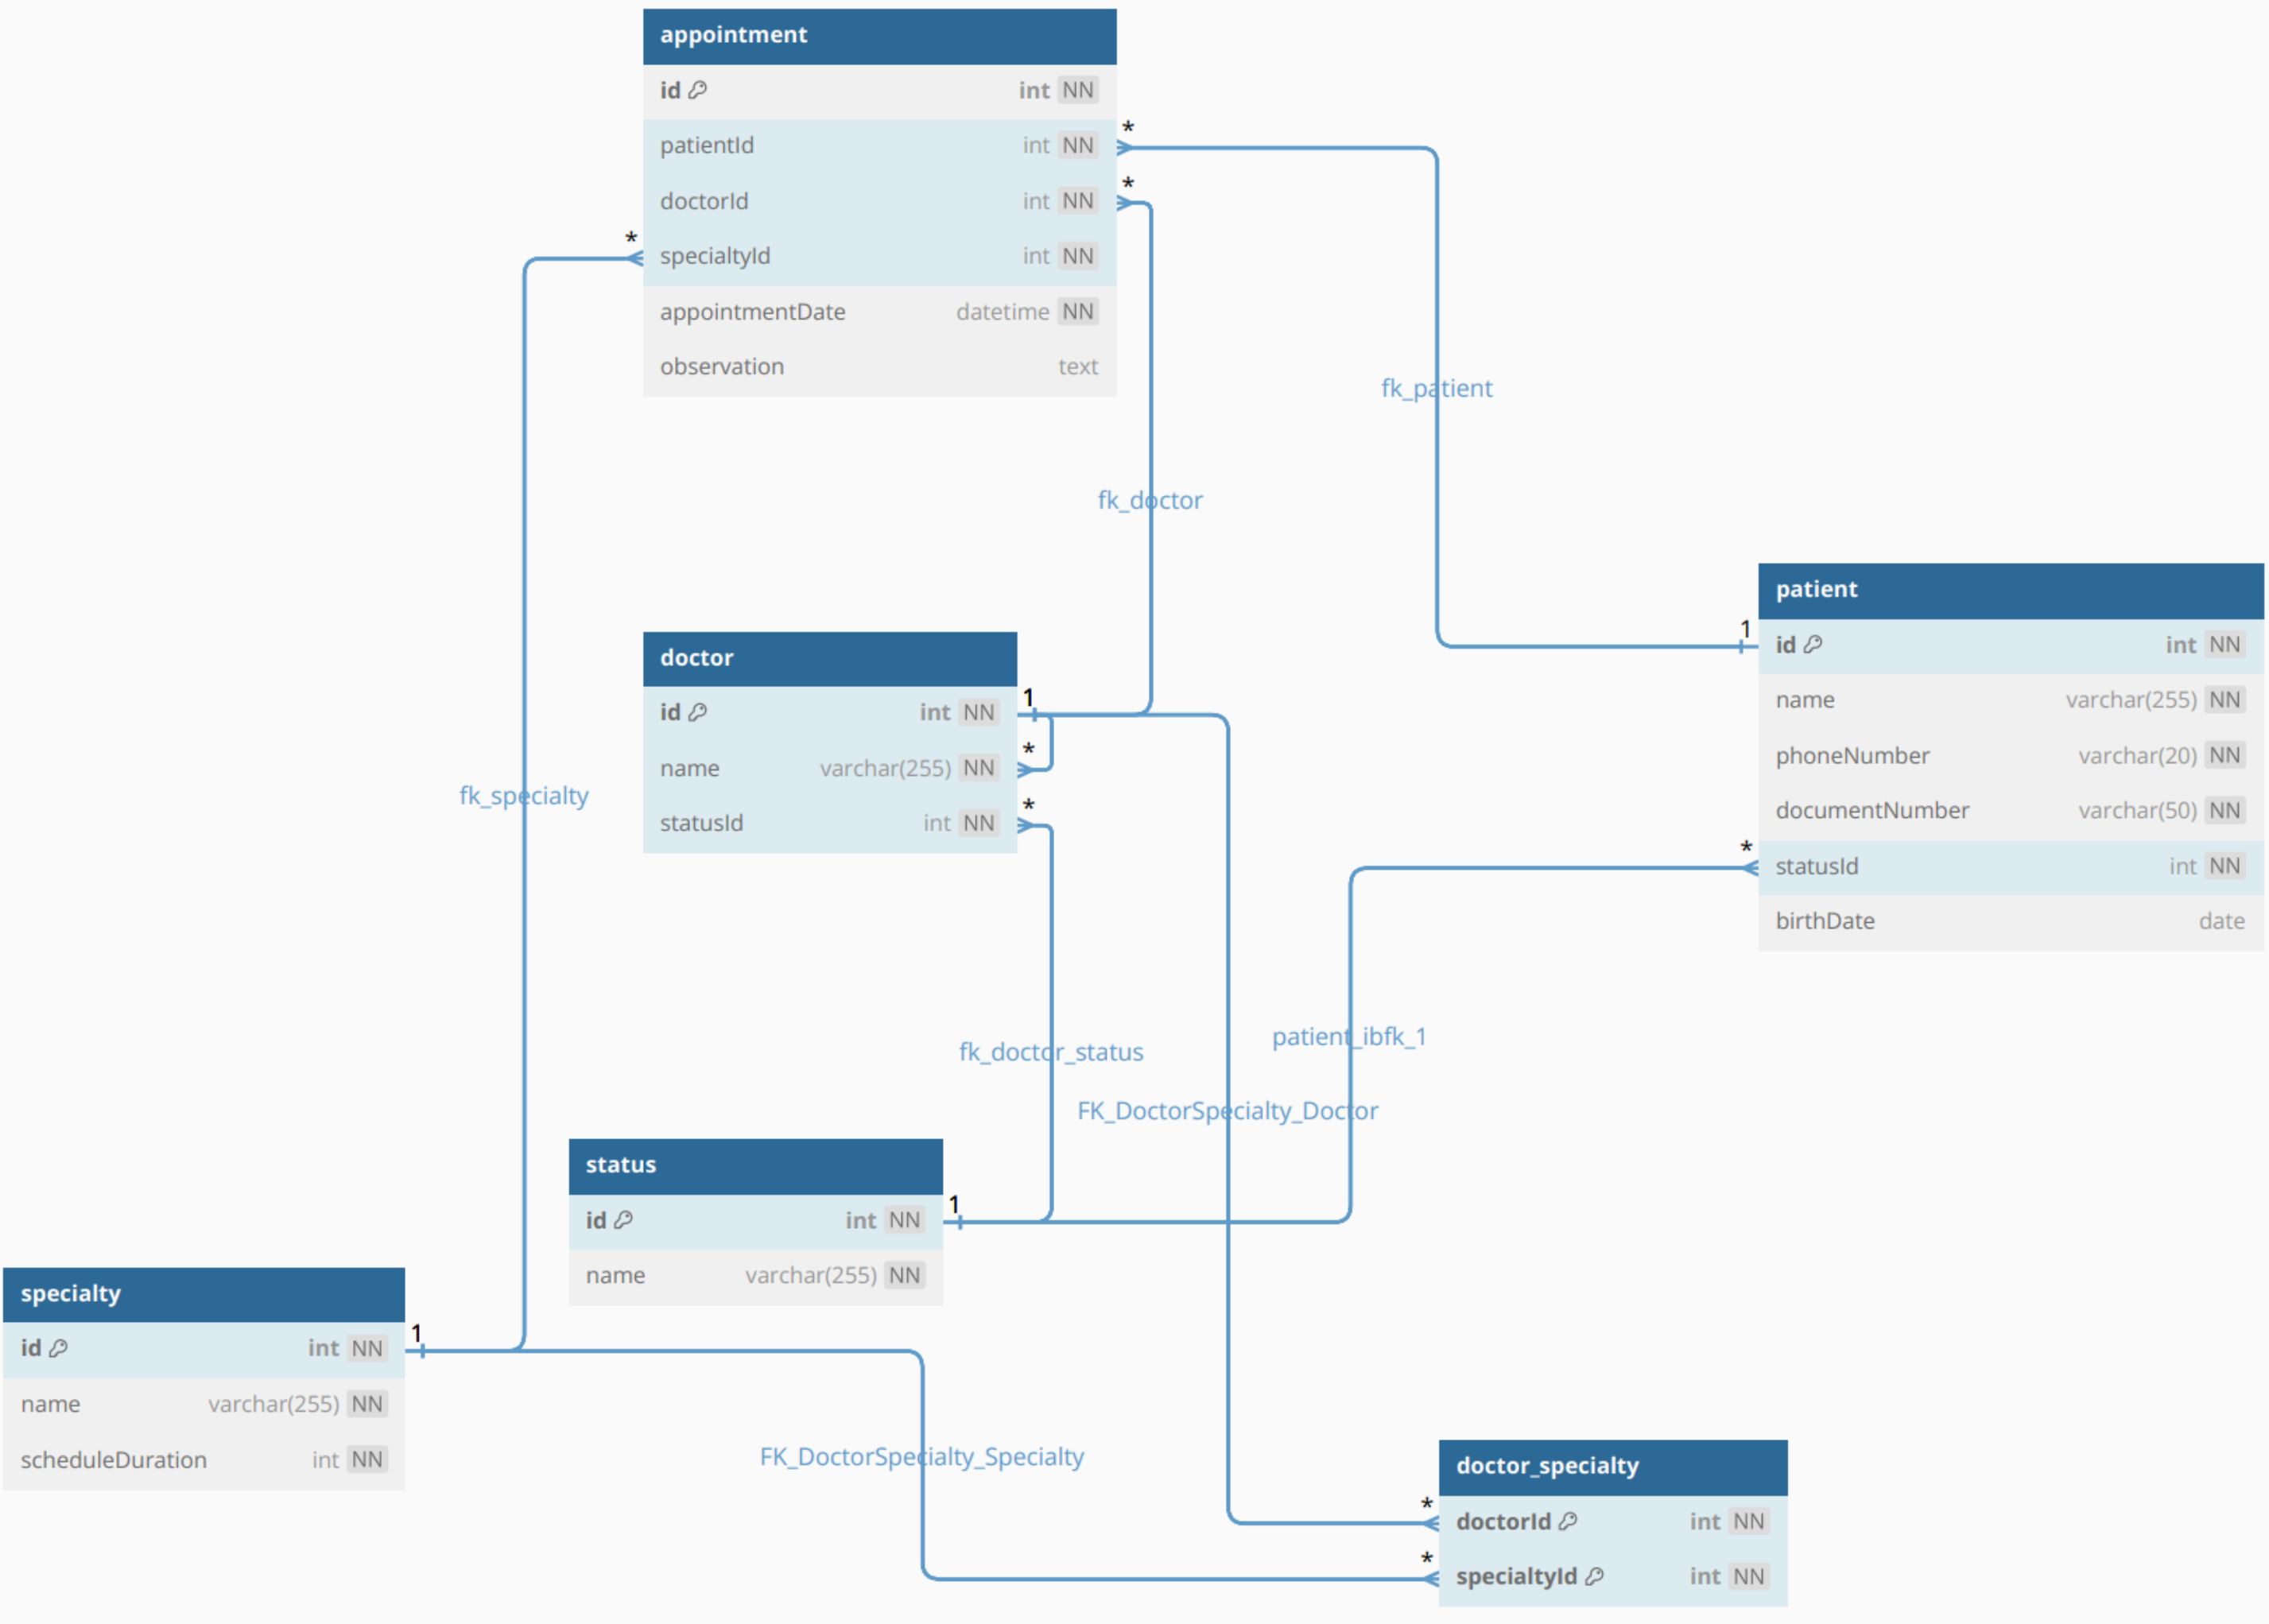 appointment
id int NN
* 
patientId int NN
*
doctorId int NN
*
specialtyId int NN
appointmentDate datetime NN
observation text
fk_patient
fk_doctor
patient
1
id int NN
name varchar(255) NN
phoneNumber varchar(20) NN
documentNumber varchar(50) NN
*
statusId int NN
birthDate date
doctor
1
id int NN
*
name varchar(255) NN
*
statusId int NN
fk_specialty
fk_doctor_status
patient_ibfk_1
FK_DoctorSpecialty_Doctor
status
1
id int NN
name varchar(255) NN
specialty
1
id int NN
name varchar(255) NN
scheduleDuration int NN
FK_DoctorSpecialty_Specialty
doctor_specialty
*
doctorId int NN
*
specialtyId int NN